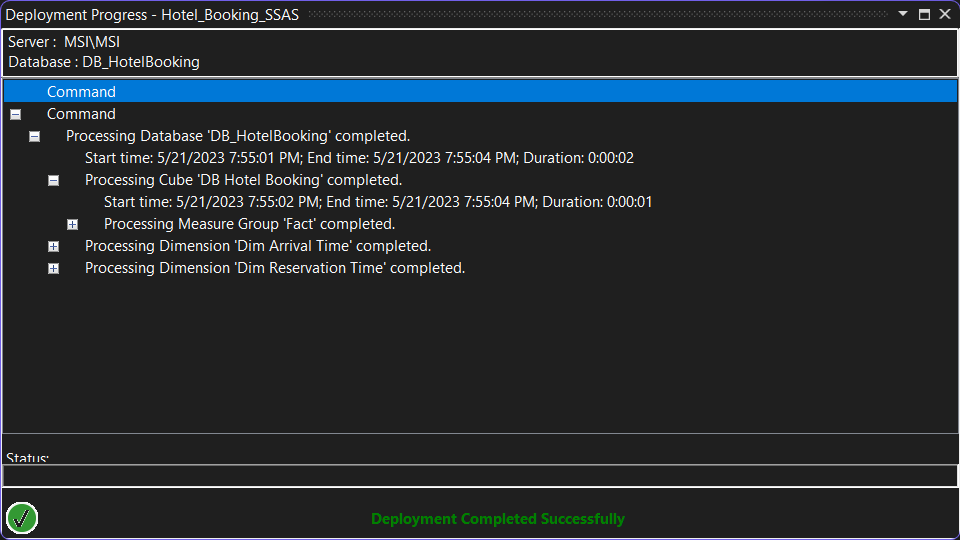 Deployment Progress - Hotel_Booking_SSAS
Server : MSI\MSI
Database : DB_HotelBooking
Command
Command
Processing Database 'DB_HotelBooking' completed.
Start time: 5/21/2023 7:55:01 PM; End time: 5/21/2023 7:55:04 PM; Duration: 0:00:02
Processing Cube 'DB Hotel Booking' completed.
Start time: 5/21/2023 7:55:02 PM; End time: 5/21/2023 7:55:04 PM; Duration: 0:00:01
Processing Measure Group 'Fact' completed.
Processing Dimension 'Dim Arrival Time' completed.
Processing Dimension 'Dim Reservation Time' completed.
Status:
Deployment Completed Successfully